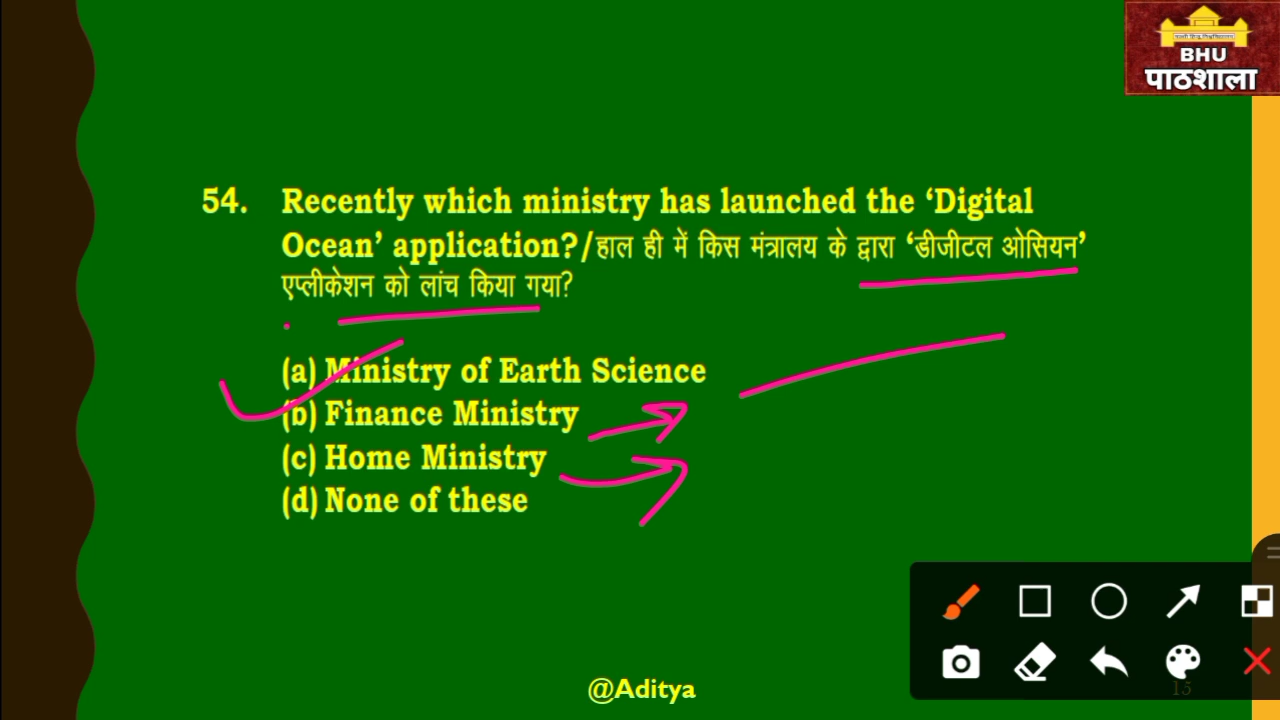 BHU
पाठशाला
54. Recently which ministry has launched the ‘Digital
Ocean’ application?/हाल ही में किस मंत्रालय के द्वारा ‘डीजीटल ओसियन’
एप्लीकेशन को लांच किया गया?
(a) Ministry of Earth Science
(b) Finance Ministry
(c) Home Ministry
(d) None of these
@Aditya
15